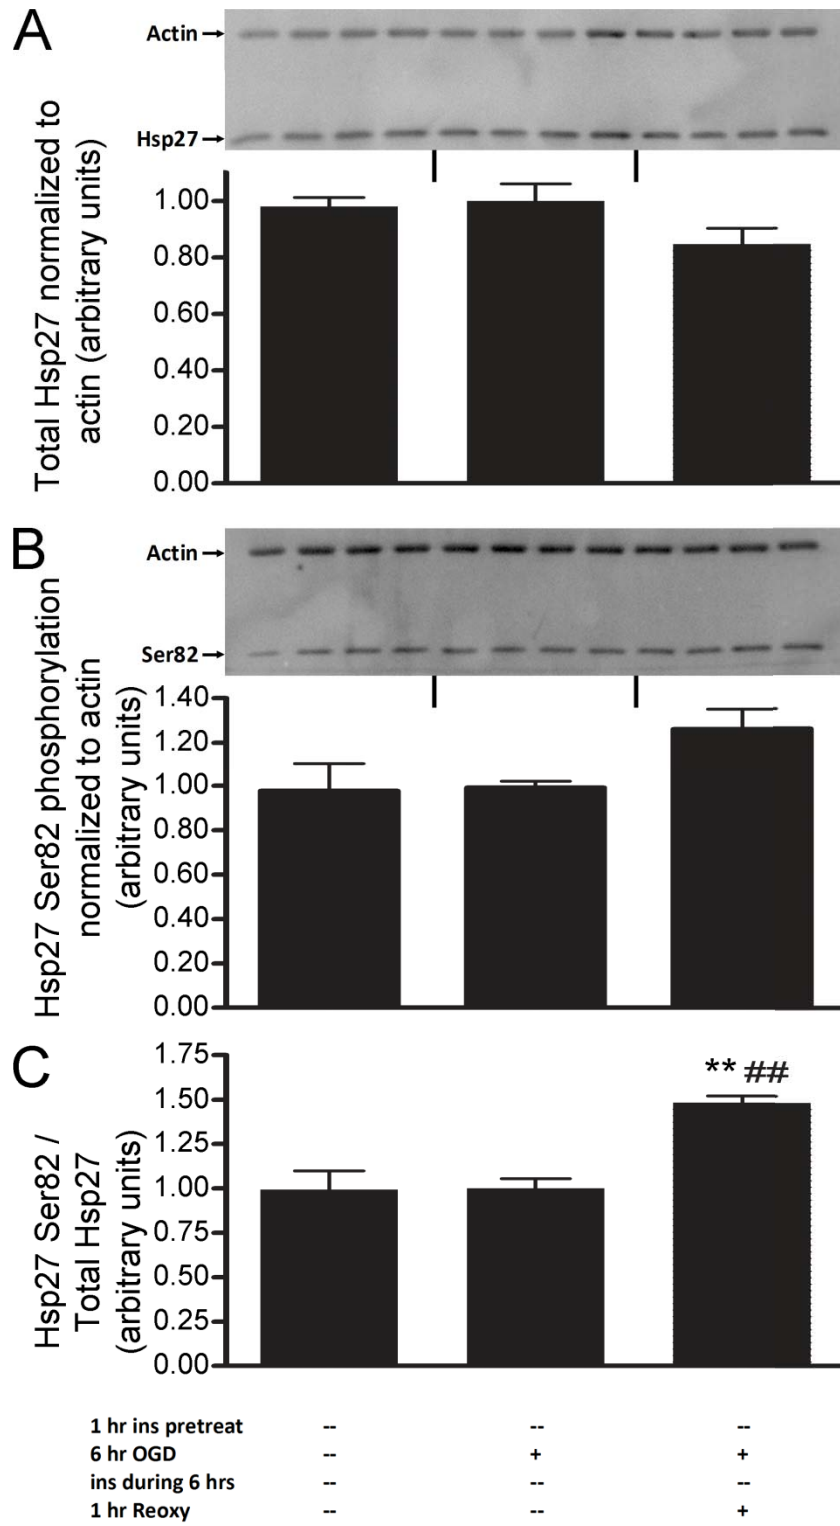 A
Actin
Hsp27
Total Hsp27 normalized to
actin (arbitrary units)
1.00
0.80
0.60
0.40
0.20
0.00
B
Actin
Ser82
Hsp27 Ser82 phosphorylation
normalized to actin
(arbitrary units)
1.40
1.20
1.00
0.80
0.60
0.40
0.20
0.00
C
Hsp27 Ser82 /
Total Hsp27
(arbitrary units)
1.75
1.50
1.25
1.00
0.75
0.50
0.25
0.00
** ##
1 hr ins pretreat -- -- --
6 hr OGD -- + +
ins during 6 hrs -- -- --
1 hr Reoxy -- -- +